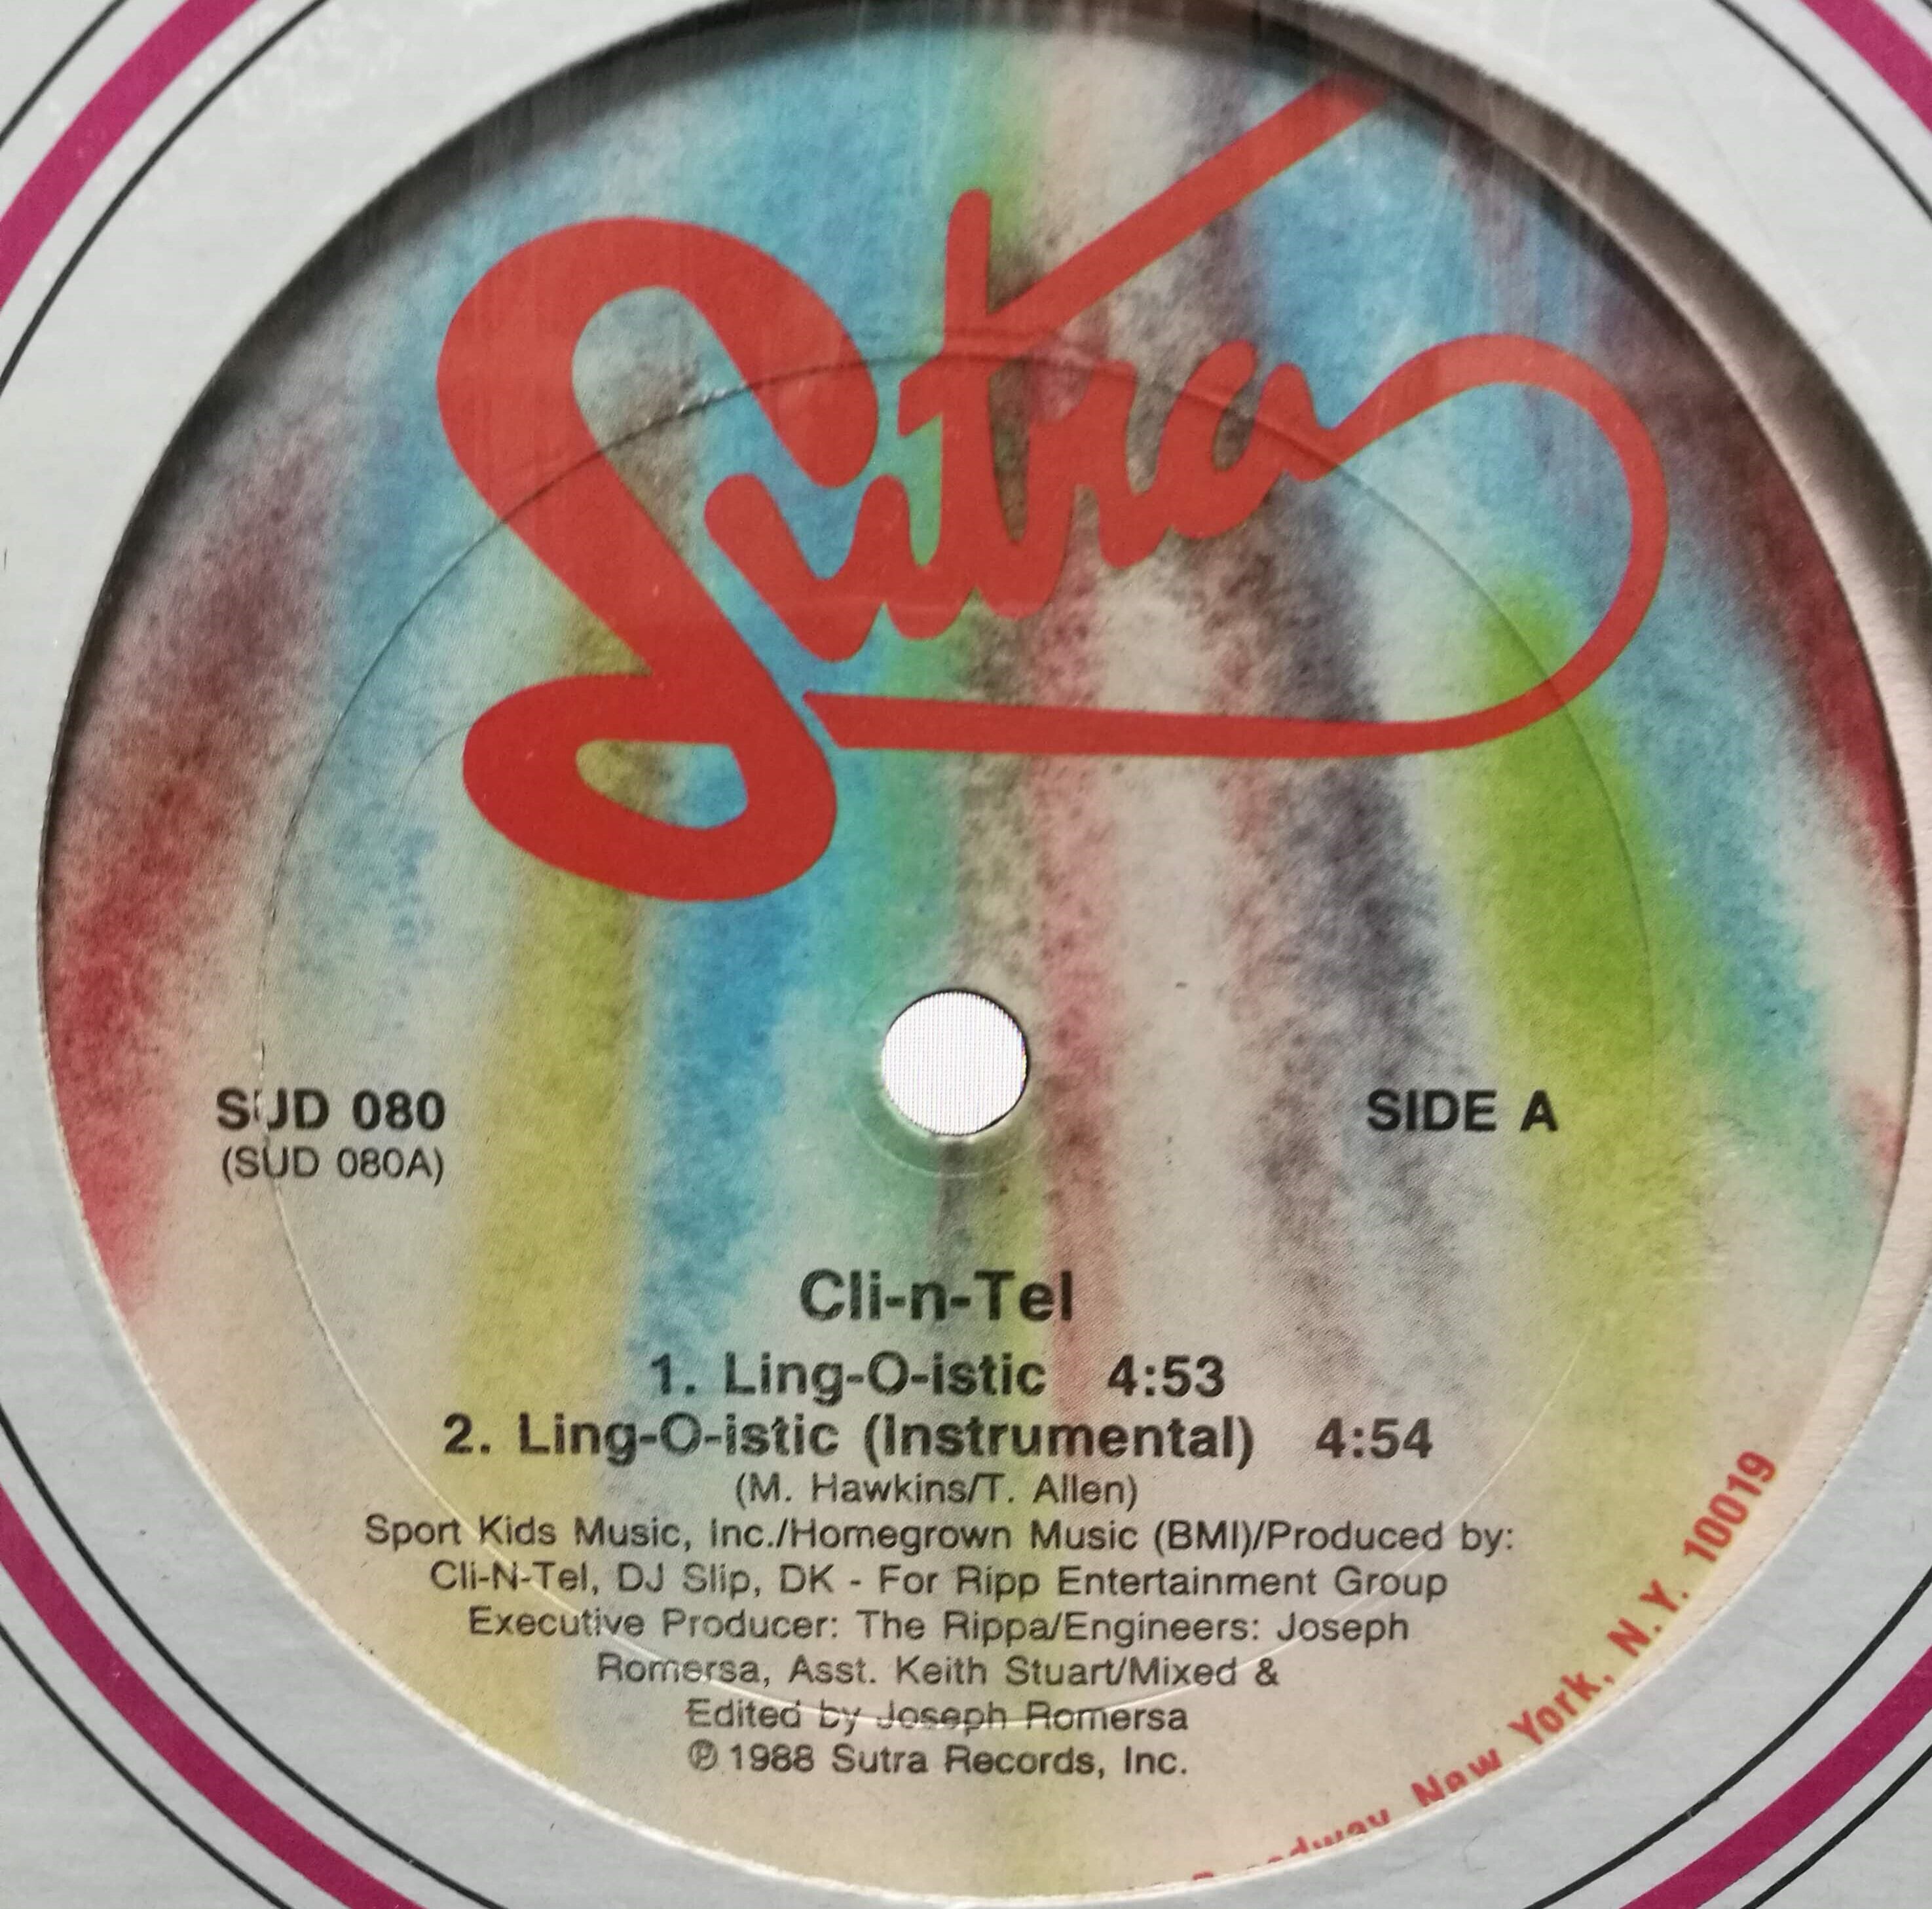 Sutra
SUD 080
(SUD 080A)
SIDE A
Cli-n-Tel
1. Ling-O-istic 4:53
2. Ling-O-istic (Instrumental) 4:54
(M. Hawkins/T. Allen)
Sport Kids Music, Inc./Homegrown Music (BMI)/Produced by:
Cli-N-Tel, DJ Slip, DK - For Ripp Entertainment Group
Executive Producer: The Rippa/Engineers: Joseph
Romersa, Asst. Keith Stuart/Mixed &
Edited by Joseph Romersa
℗ 1988 Sutra Records, Inc.
Broadway, New York, N.Y. 10019